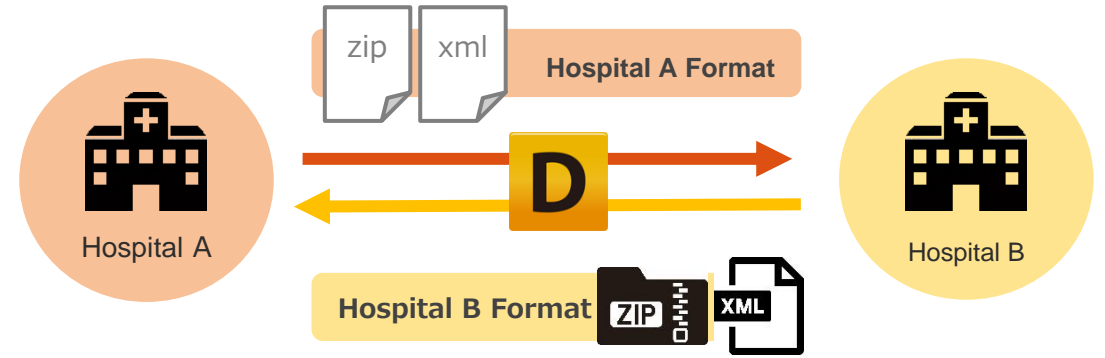 zip
xml
Hospital A Format
D
Hospital A
Hospital B
Hospital B Format
ZIP
XML